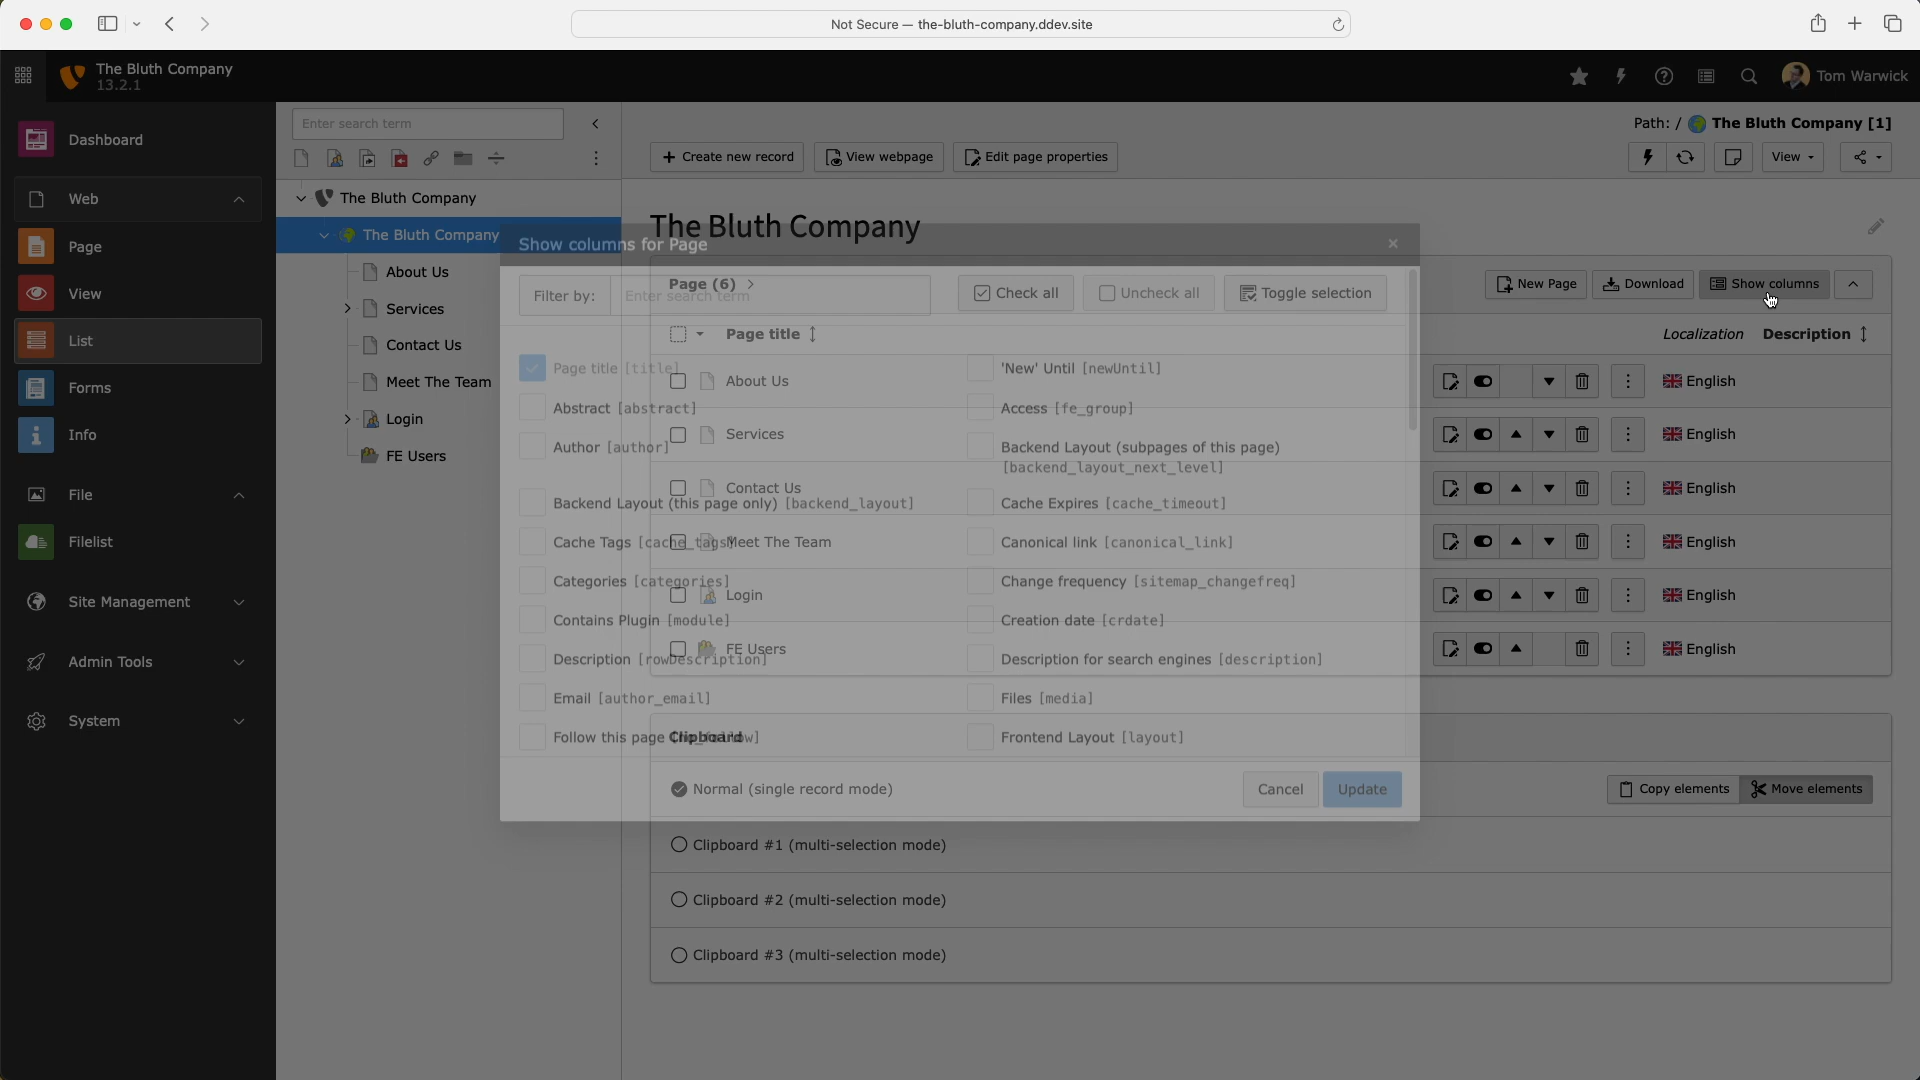 Not Secure — the-bluth-company.ddev.site
The Bluth Company
13.2.1
Tom Warwick
Dashboard
Web
Page
View
List
Forms
Info
File
Filelist
Site Management
Admin Tools
System
Enter search term
The Bluth Company
The Bluth Company
About Us
Services
Contact Us
Meet The Team
Login
FE Users
Path: / The Bluth Company [1]
Create new record
View webpage
Edit page properties
View
The Bluth Company
Show columns for Page
Page (6)
New Page
Download
Show columns
Filter by:
Enter search term
Check all
Uncheck all
Toggle selection
Page title
Localization
Description
Page title [title]
'New' Until [newUntil]
About Us
English
Abstract [abstract]
Access [fe_group]
Services
English
Author [author]
Backend Layout (subpages of this page)
[backend_layout_next_level]
Contact Us
English
Backend Layout (this page only) [backend_layout]
Cache Expires [cache_timeout]
Cache Tags [cache_tags]
Meet The Team
Canonical link [canonical_link]
English
Categories [categories]
Change frequency [sitemap_changefreq]
Login
English
Contains Plugin [module]
Creation date [crdate]
FE Users
English
Description [rowDescription]
Description for search engines [description]
Email [author_email]
Files [media]
Follow this page
Clipboard
Frontend Layout [layout]
Normal (single record mode)
Cancel
Update
Copy elements
Move elements
Clipboard #1 (multi-selection mode)
Clipboard #2 (multi-selection mode)
Clipboard #3 (multi-selection mode)